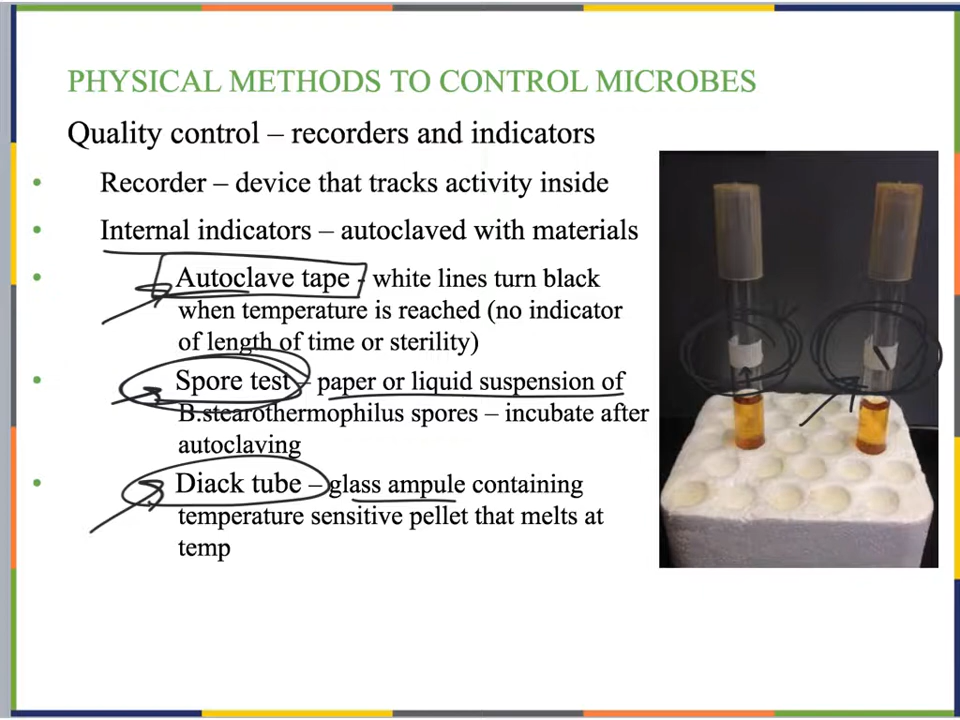 PHYSICAL METHODS TO CONTROL MICROBES
Quality control – recorders and indicators
• Recorder – device that tracks activity inside
• Internal indicators – autoclaved with materials
• Autoclave tape - white lines turn black
when temperature is reached (no indicator
of length of time or sterility)
• Spore test – paper or liquid suspension of
B.stearothermophilus spores – incubate after
autoclaving
• Diack tube – glass ampule containing
temperature sensitive pellet that melts at
temp